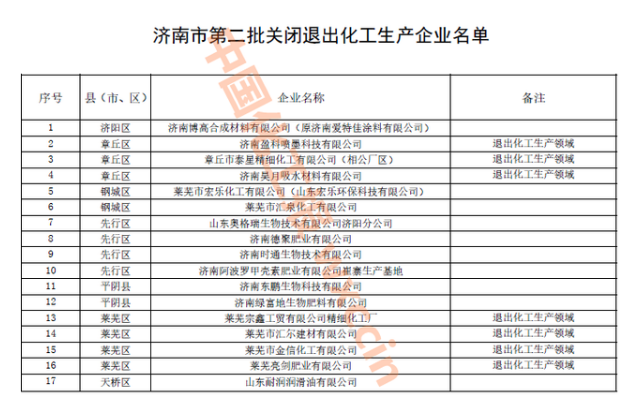 济南市第二批关闭退出化工生产企业名单
序号 县（市、区） 企业名称 备注
1 济阳区 济南博高合成材料有限公司（原济南爱特佳涂料有限公司）
2 章丘区 济南盈科喷墨科技有限公司 退出化工生产领域
3 章丘区 章丘市泰星精细化工有限公司（相公厂区） 退出化工生产领域
4 章丘区 济南昊月吸水材料有限公司 退出化工生产领域
5 钢城区 莱芜市宏乐化工有限公司（山东宏乐环保科技有限公司）
6 钢城区 莱芜市汇泉化工有限公司
7 先行区 山东奥格瑞生物技术有限公司济阳分公司
8 先行区 济南德聚肥业有限公司
9 先行区 济南时通生物技术有限公司
10 先行区 济南阿波罗甲壳素肥业有限公司崔寨生产基地
11 平阴县 济南东鹏生物科技有限公司
12 平阴县 济南绿富地生物肥料有限公司
13 莱芜区 莱芜宗鑫工贸有限公司精细化工厂 退出化工生产领域
14 莱芜区 莱芜市汇尔建材有限公司 退出化工生产领域
15 莱芜区 莱芜市金信化工有限公司 退出化工生产领域
16 莱芜区 莱芜亮剑肥业有限公司 退出化工生产领域
17 天桥区 山东耐润润滑油有限公司